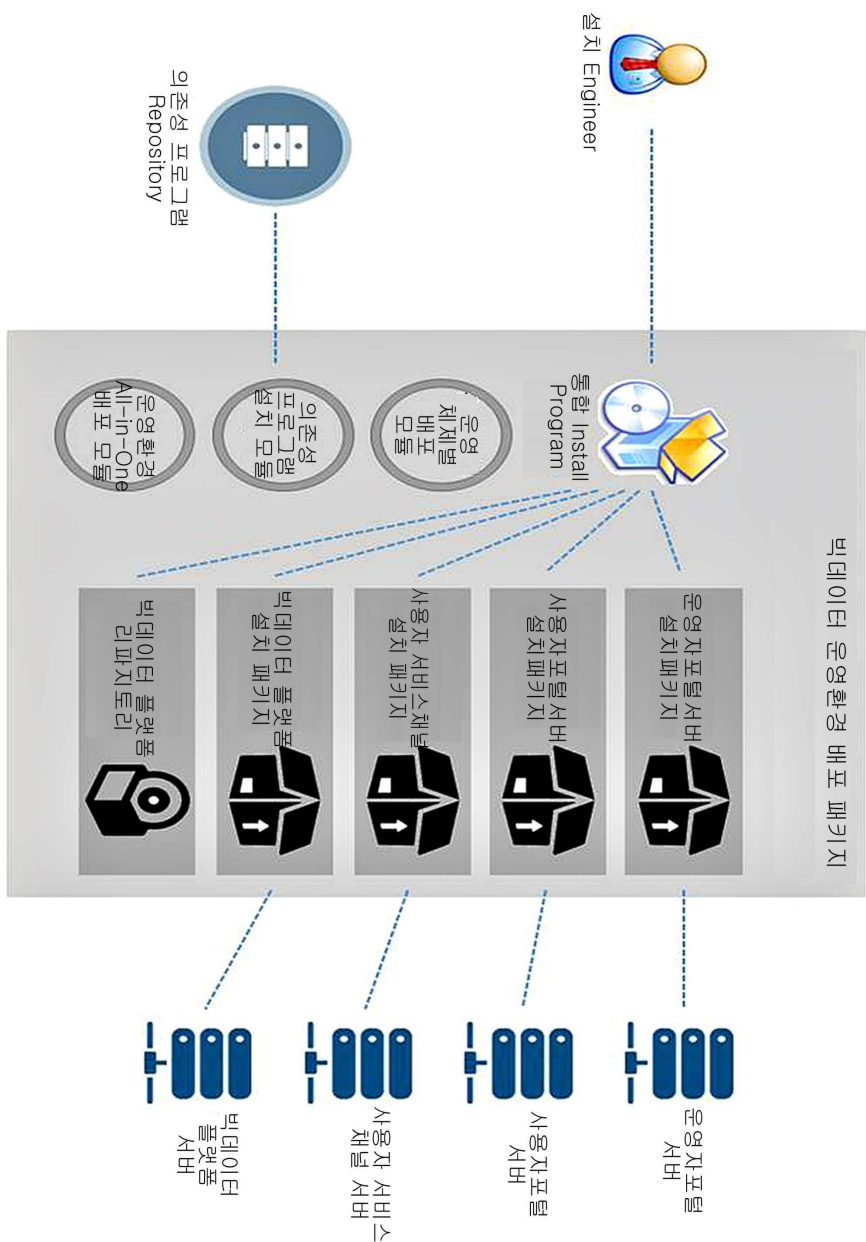 빅데이터 운영환경 배포 패키지
설치 Engineer
통합 Install
Program
운영자포털서버
설치패키지
운영자포털
서버
사용자포털서버
설치패키지
사용자포털
서버
운영
체제별
배포
모듈
사용자 서비스채널
설치 패키지
사용자 서비스
채널 서버
의존성 프로그램
Repository
의존성
프로그램
설치 모듈
빅데이터 플랫폼
설치 패키지
빅데이터
플랫폼
서버
운영환경
All-in-One
배포 모듈
빅데이터 플랫폼
리파지토리